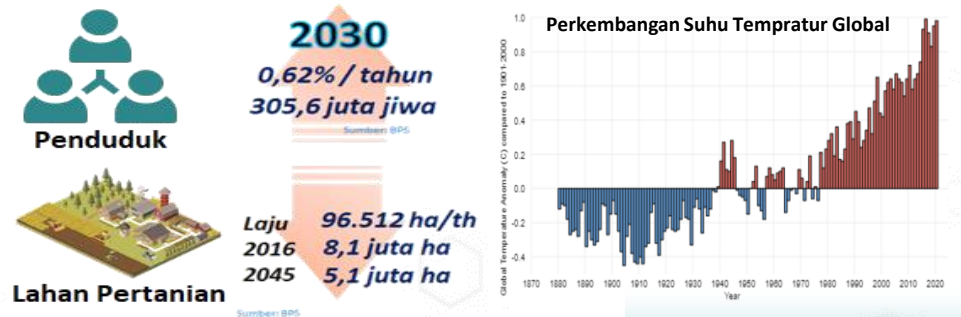 Penduduk
2030
0,62% / tahun
305,6 juta jiwa
Sumber: BPS
Lahan Pertanian
Laju 96.512 ha/th
2016 8,1 juta ha
2045 5,1 juta ha
Sumber: BPS
Perkembangan Suhu Tempratur Global
Global Temperature Anomaly (C) compared to 1901-2000
1.0
0.8
0.6
0.4
0.2
0.0
-0.2
-0.4
1870 1880 1890 1900 1910 1920 1930 1940 1950 1960 1970 1980 1990 2000 2010 2020
Year